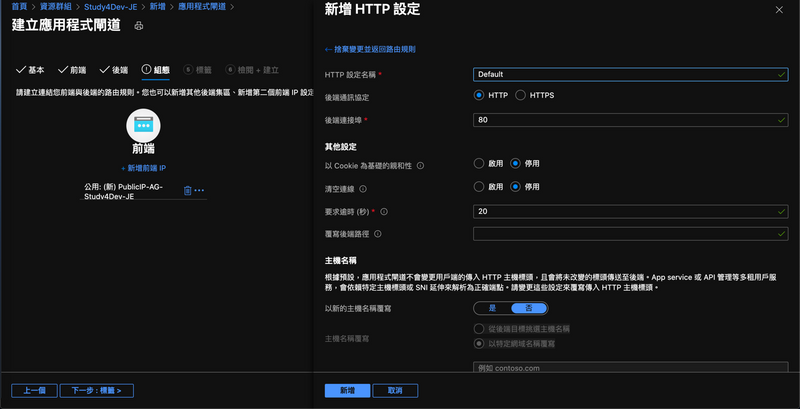 首頁 > 資源群組 > Study4Dev-JE > 新增 > 應用程式閘道 >
建立應用程式閘道
基本 前端 後端 組態 5 標籤 6 檢閱 + 建立
請建立連結您前端與後端的路由規則。您也可以新增其他後端集區、新增第二個前端 IP 設定
前端
+ 新增前端 IP
公用: (新) PublicIP-AG-
Study4Dev-JE
上一個 下一步 : 標籤 >
新增 HTTP 設定
← 捨棄變更並返回路由規則
HTTP 設定名稱 * Default
後端通訊協定 HTTP HTTPS
後端連接埠 * 80
其他設定
以 Cookie 為基礎的親和性 啟用 停用
清空連線 啟用 停用
要求逾時 (秒) * 20
覆寫後端路徑
主機名稱
根據預設，應用程式閘道不會變更用戶端的傳入 HTTP 主機標頭，且會將未改變的標頭傳送至後端。App service 或 API 管理等多租用戶服
務，會依賴特定主機標頭或 SNI 延伸來解析為正確端點。請變更這些設定來覆寫傳入 HTTP 主機標頭。
以新的主機名稱覆寫 是 否
主機名稱覆寫 從後端目標挑選主機名稱
以特定網域名稱覆寫
例如 contoso.com
新增 取消